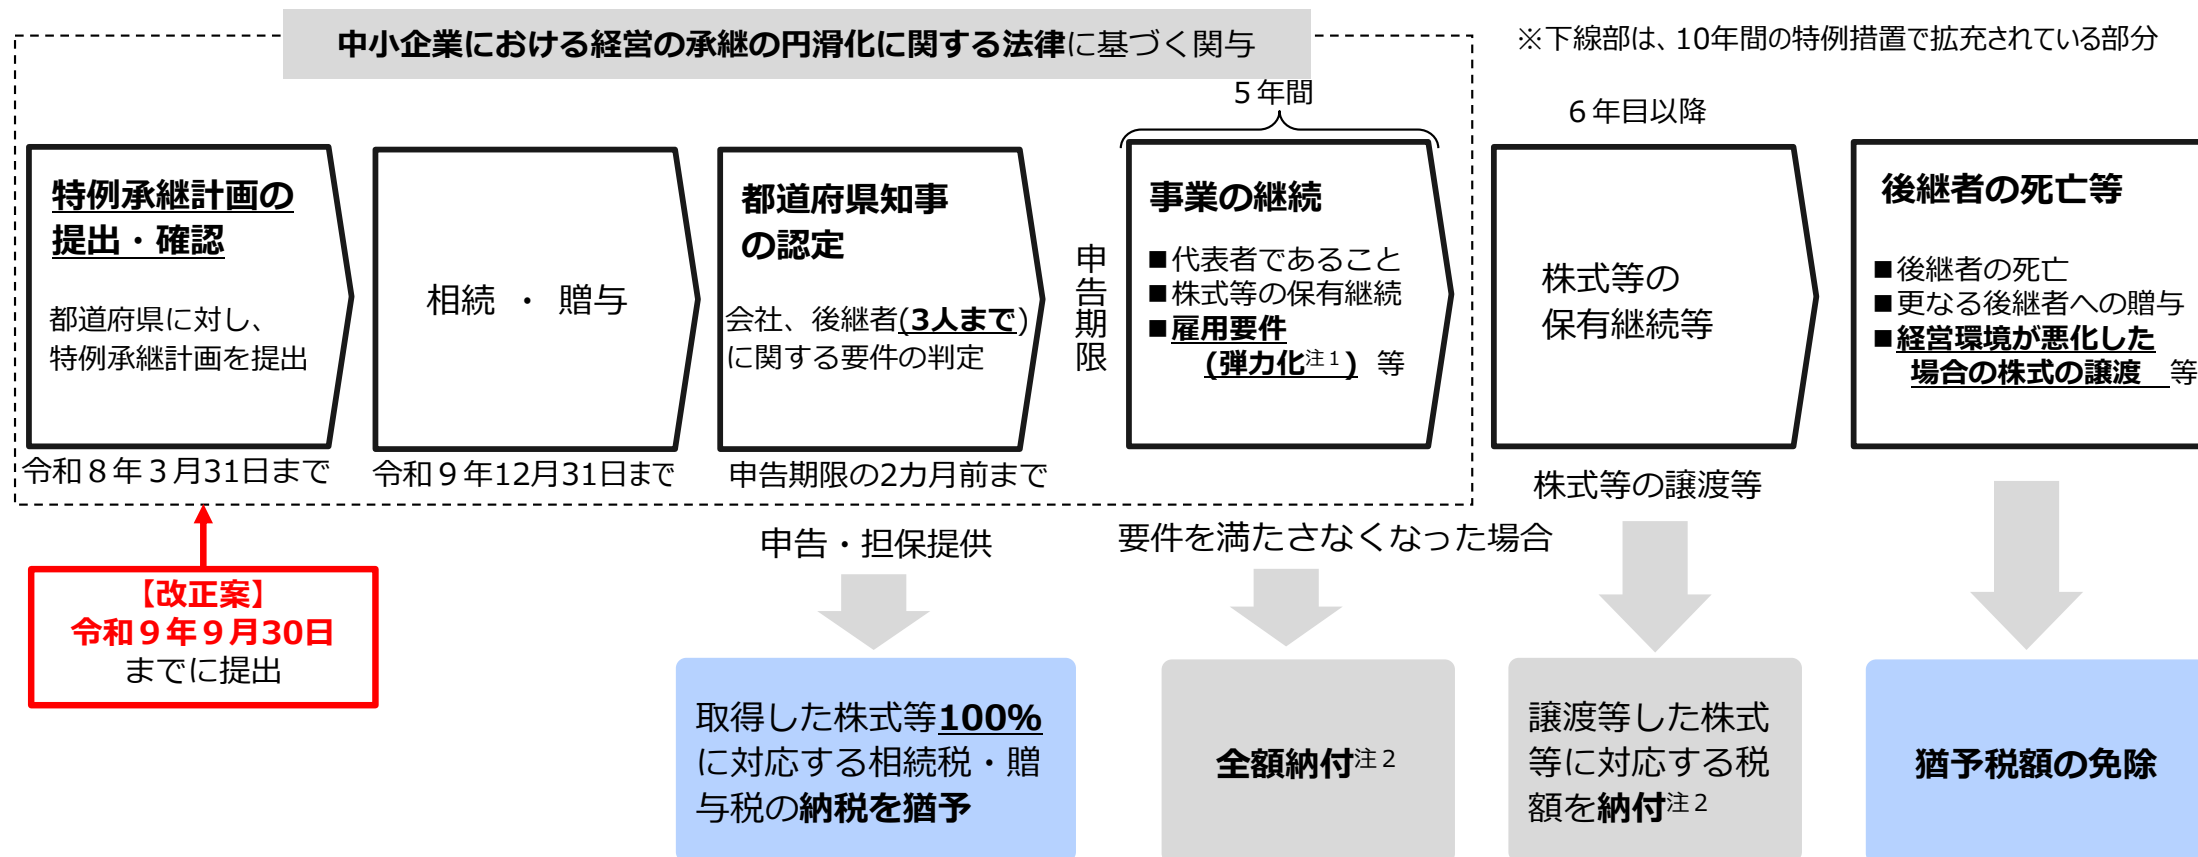 中小企業における経営の承継の円滑化に関する法律に基づく関与
※下線部は、10年間の特例措置で拡充されている部分
５年間
６年目以降
特例承継計画の
提出・確認
都道府県に対し、
特例承継計画を提出
令和８年３月31日まで
相続 ・ 贈与
令和９年12月31日まで
都道府県知事
の認定
会社、後継者(3人まで)
に関する要件の判定
申告期限の2カ月前まで
申告期限
事業の継続
■代表者であること
■株式等の保有継続
■雇用要件
(弾力化注１) 等
株式等の
保有継続等
株式等の譲渡等
後継者の死亡等
■後継者の死亡
■更なる後継者への贈与
■経営環境が悪化した
場合の株式の譲渡 等
【改正案】
令和９年９月30日
までに提出
申告・担保提供
要件を満たさなくなった場合
取得した株式等100%
に対応する相続税・贈
与税の納税を猶予
全額納付注２
譲渡等した株式
等に対応する税
額を納付注２
猶予税額の免除